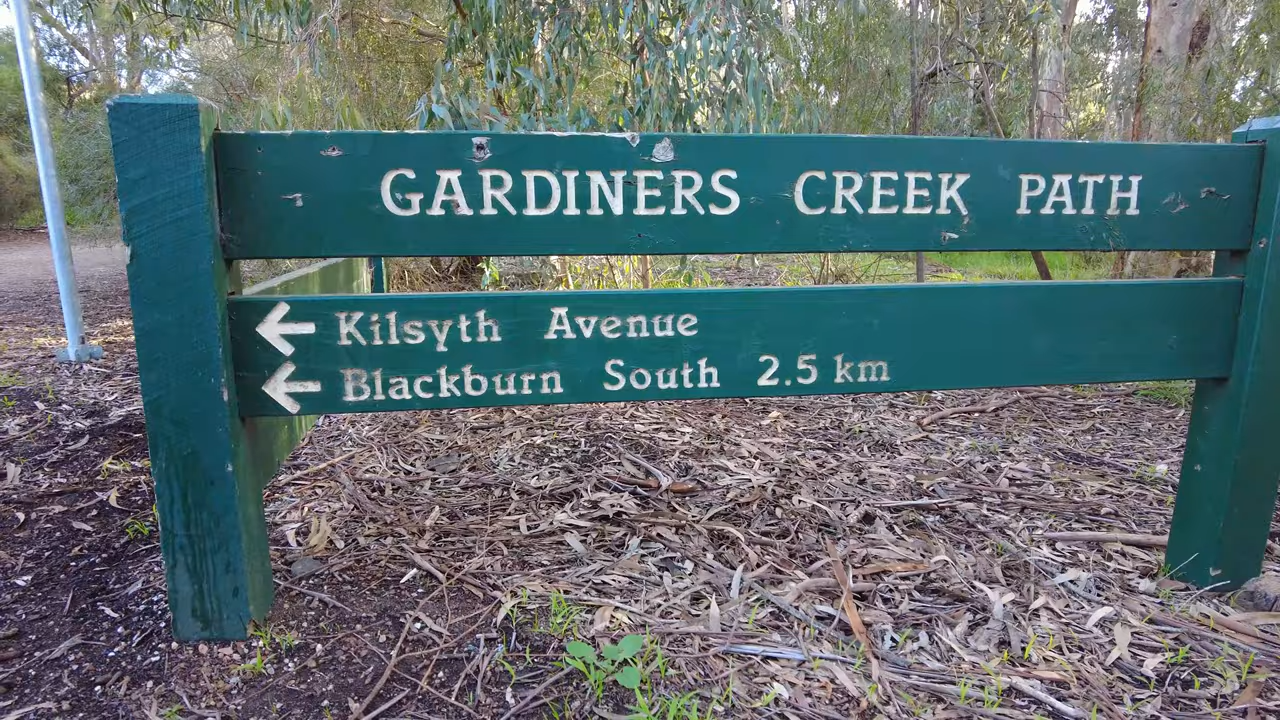 GARDINERS CREEK PATH
← Kilsyth Avenue
← Blackburn South 2.5 km